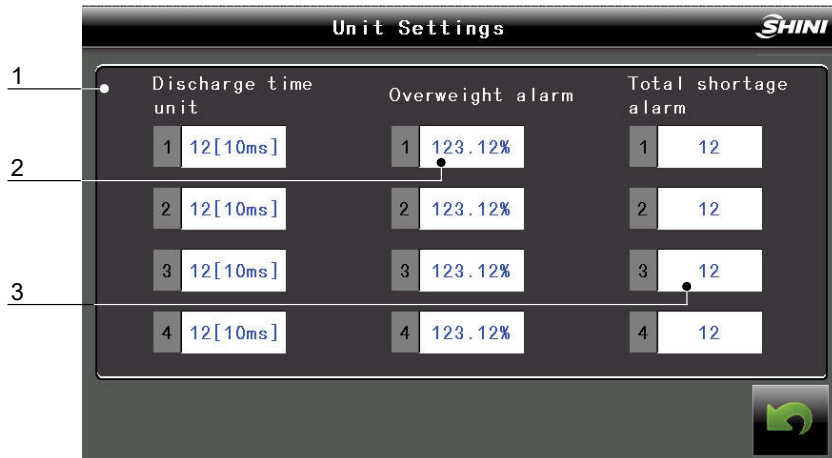 Unit Settings
SHINI
1
Discharge time
unit
Overweight alarm
Total shortage
alarm
1 12[10ms] 1 123.12% 1 12
2
2 12[10ms] 2 123.12% 2 12
3 12[10ms] 3 123.12% 3 12
3
4 12[10ms] 4 123.12% 4 12